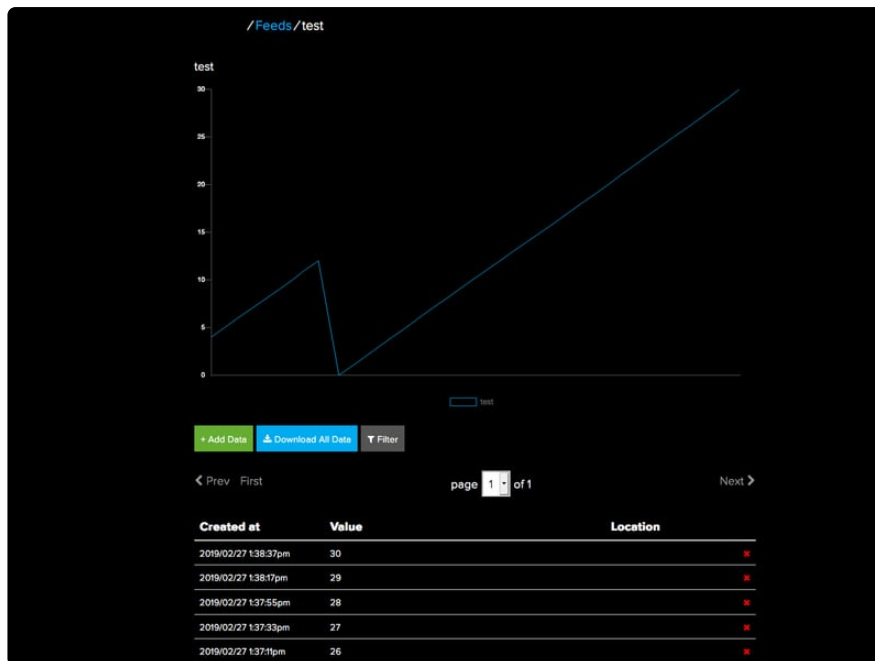 /Feeds/test
test
30
25
20
15
10
5
0
test
+ Add Data Download All Data Filter
Prev First page 1 of 1 Next
Created at Value Location
2019/02/27 1:38:37pm 30
2019/02/27 1:38:17pm 29
2019/02/27 1:37:55pm 28
2019/02/27 1:37:33pm 27
2019/02/27 1:37:11pm 26